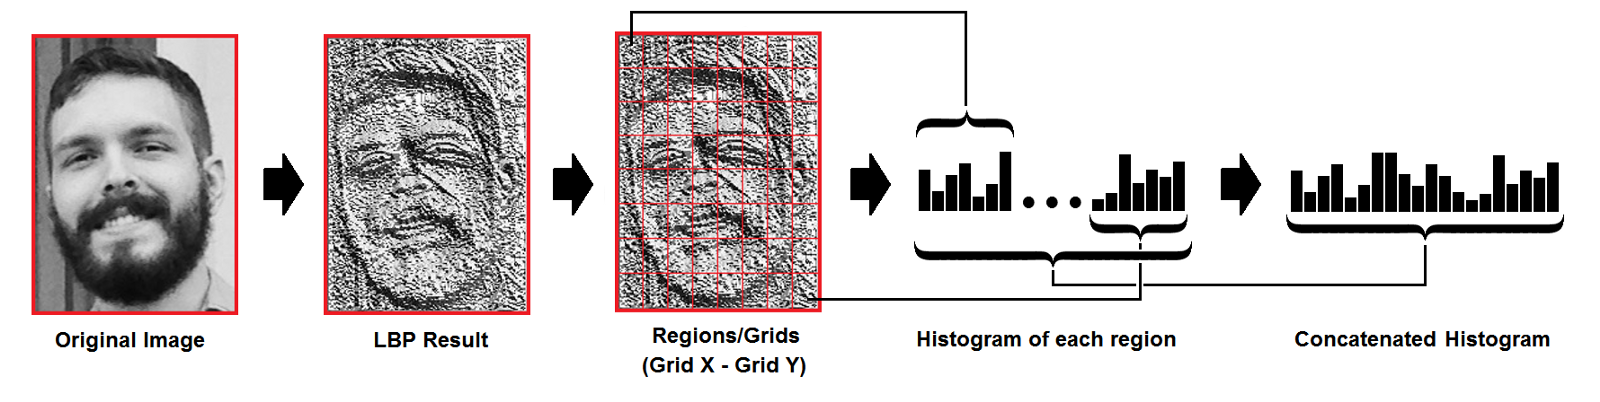 Original Image
LBP Result
Regions/Grids
(Grid X - Grid Y)
Histogram of each region
Concatenated Histogram